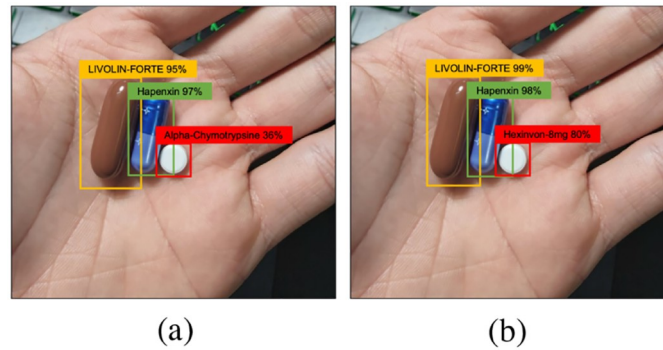 LIVOLIN-FORTE 95%
Hapenxin 97%
Alpha-Chymotrypsine 36%
LIVOLIN-FORTE 99%
Hapenxin 98%
Hexinvon-8mg 80%
(a)
(b)